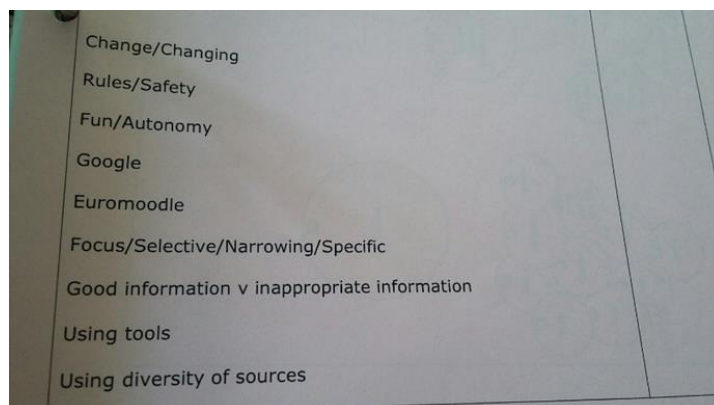 Change/Changing
Rules/Safety
Fun/Autonomy
Google
Euromoodle
Focus/Selective/Narrowing/Specific
Good information v inappropriate information
Using tools
Using diversity of sources